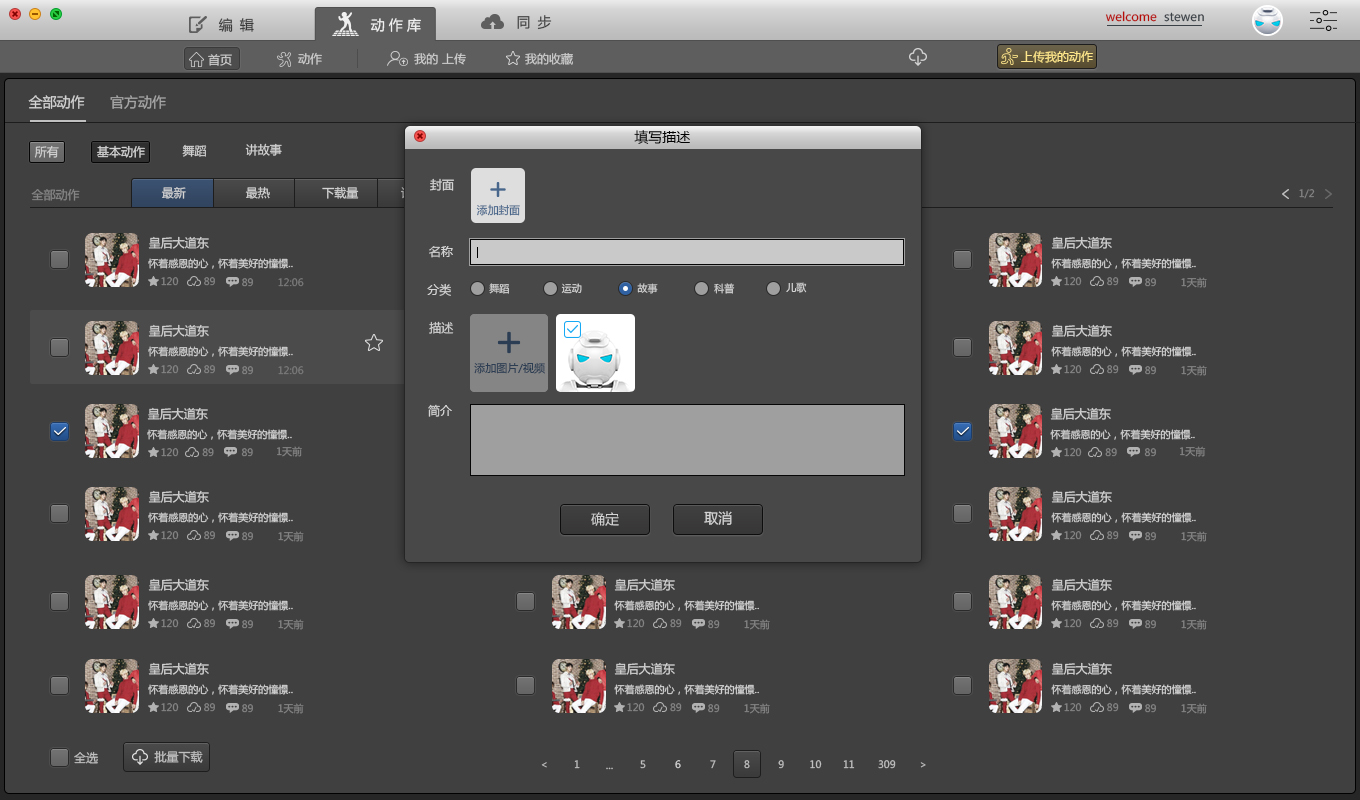 编 辑
动 作 库
同 步
welcome stewen
首页
动作
我的 上传
我的收藏
上传我的动作
全部动作
官方动作
所有
基本动作
舞蹈
讲故事
全部动作
最新
最热
下载量
1/2
填写描述
封面
添加封面
名称
分类
舞蹈
运动
故事
科普
儿歌
描述
添加图片/视频
简介
确定
取消
皇后大道东
怀着感恩的心，怀着美好的憧憬..
120 89 89 12:06
皇后大道东
怀着感恩的心，怀着美好的憧憬..
120 89 89 1天前
皇后大道东
怀着感恩的心，怀着美好的憧憬..
120 89 89 12:06
皇后大道东
怀着感恩的心，怀着美好的憧憬..
120 89 89 1天前
皇后大道东
怀着感恩的心，怀着美好的憧憬..
120 89 89 1天前
皇后大道东
怀着感恩的心，怀着美好的憧憬..
120 89 89 1天前
皇后大道东
怀着感恩的心，怀着美好的憧憬..
120 89 89 1天前
皇后大道东
怀着感恩的心，怀着美好的憧憬..
120 89 89 1天前
皇后大道东
怀着感恩的心，怀着美好的憧憬..
120 89 89 1天前
皇后大道东
怀着感恩的心，怀着美好的憧憬..
120 89 89 1天前
皇后大道东
怀着感恩的心，怀着美好的憧憬..
120 89 89 1天前
皇后大道东
怀着感恩的心，怀着美好的憧憬..
120 89 89 1天前
皇后大道东
怀着感恩的心，怀着美好的憧憬..
120 89 89 1天前
皇后大道东
怀着感恩的心，怀着美好的憧憬..
120 89 89 1天前
全选
批量下载
< 1 ... 5 6 7 8 9 10 11 309 >